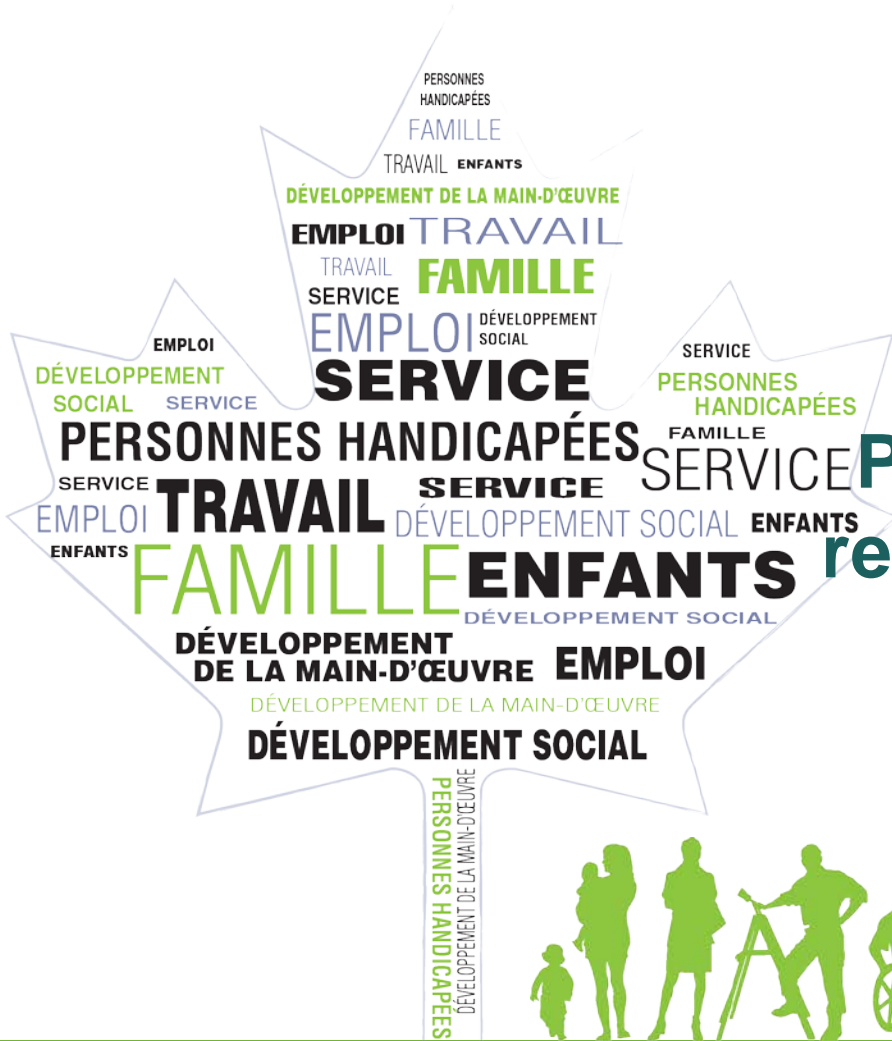 PERSONNES
HANDICAPÉES
FAMILLE
TRAVAIL ENFANTS
DÉVELOPPEMENT DE LA MAIN-D'ŒUVRE
EMPLOI TRAVAIL
TRAVAIL FAMILLE
SERVICE
EMPLOI DÉVELOPPEMENT
SOCIAL
EMPLOI
SERVICE
SERVICE
DÉVELOPPEMENT
SOCIAL SERVICE
PERSONNES
HANDICAPÉES
PERSONNES HANDICAPÉES
FAMILLE
SERVICE
SERVICE TRAVAIL SERVICE
EMPLOI DÉVELOPPEMENT SOCIAL ENFANTS
ENFANTS FAMILLE ENFANTS
DÉVELOPPEMENT SOCIAL
DÉVELOPPEMENT
DE LA MAIN-D'ŒUVRE EMPLOI
DÉVELOPPEMENT DE LA MAIN-D'ŒUVRE
DÉVELOPPEMENT SOCIAL
PERSONNES HANDICAPÉES
DÉVELOPPEMENT DE LA MAIN-D'ŒUVRE